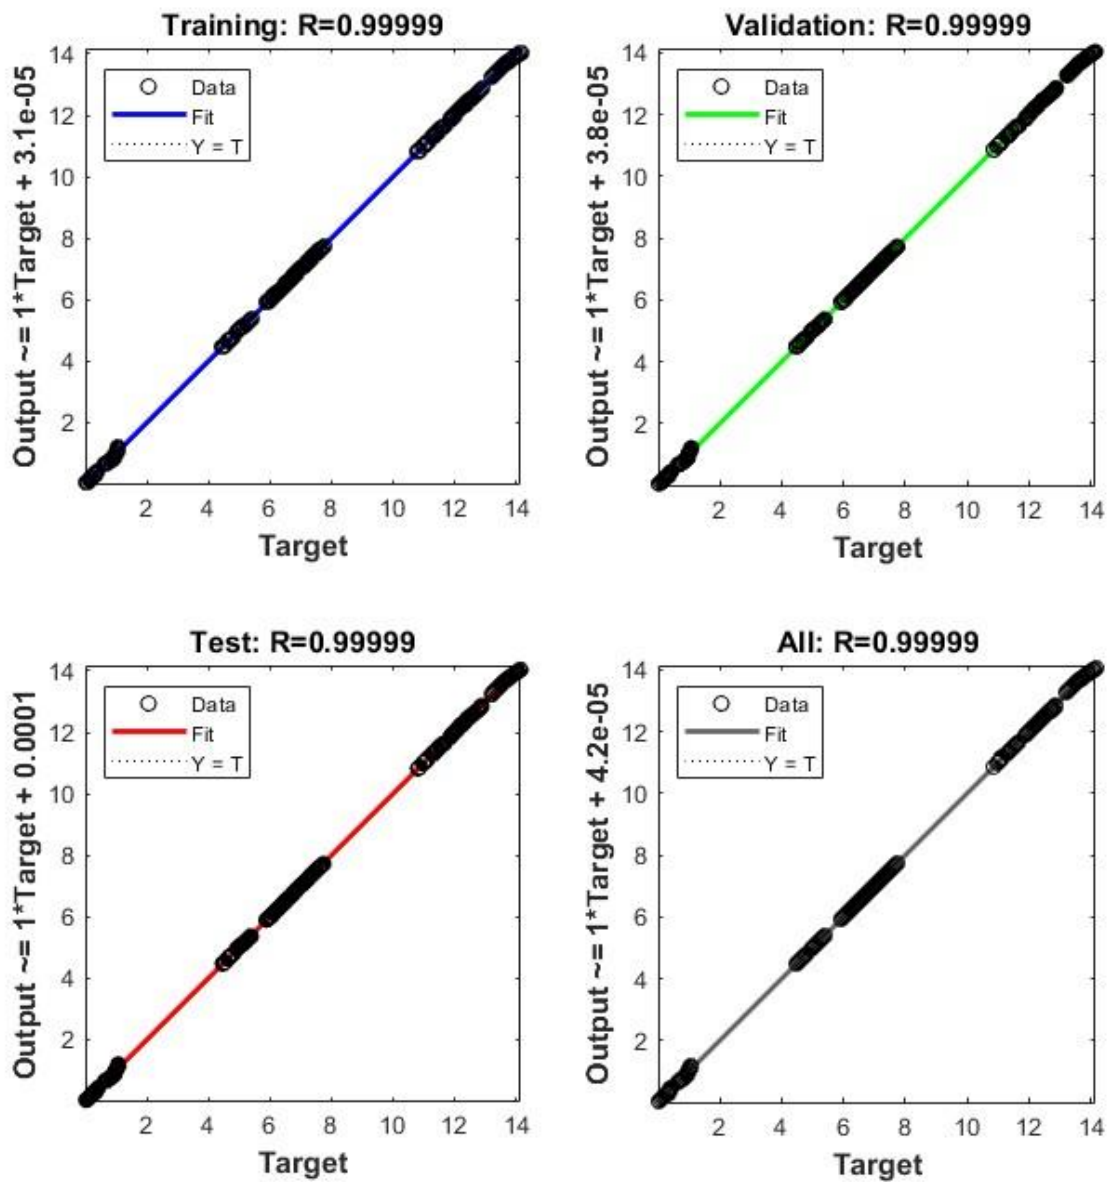 Training: R=0.99999
Output ~= 1*Target + 3.1e-05
Data
Fit
Y = T
14
12
10
8
6
4
2
2 4 6 8 10 12 14
Target
Validation: R=0.99999
Output ~= 1*Target + 3.8e-05
Data
Fit
Y = T
14
12
10
8
6
4
2
2 4 6 8 10 12 14
Target
Test: R=0.99999
Output ~= 1*Target + 0.0001
Data
Fit
Y = T
14
12
10
8
6
4
2
2 4 6 8 10 12 14
Target
All: R=0.99999
Output ~= 1*Target + 4.2e-05
Data
Fit
Y = T
14
12
10
8
6
4
2
2 4 6 8 10 12 14
Target